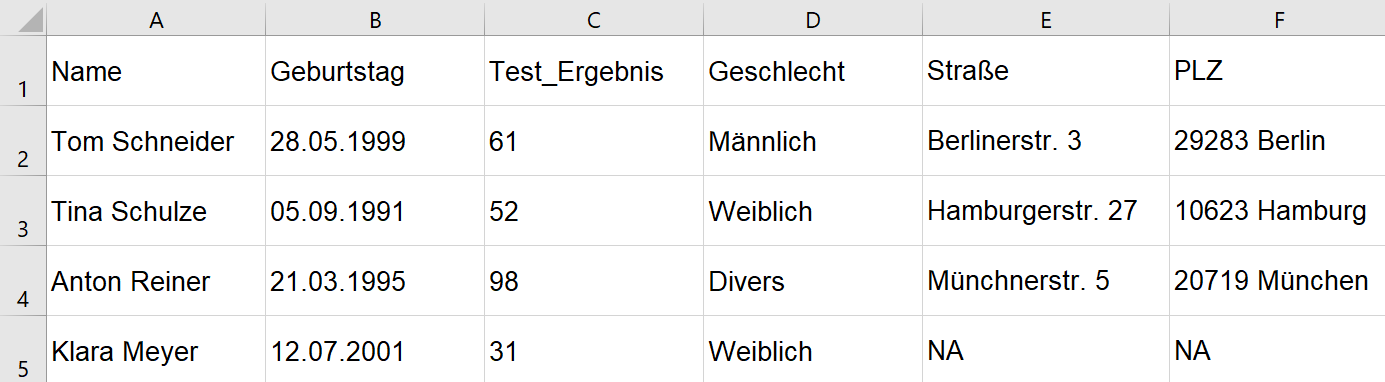 A B C D E F
1 Name Geburtstag Test_Ergebnis Geschlecht Straße PLZ
2 Tom Schneider 28.05.1999 61 Männlich Berlinerstr. 3 29283 Berlin
3 Tina Schulze 05.09.1991 52 Weiblich Hamburgerstr. 27 10623 Hamburg
4 Anton Reiner 21.03.1995 98 Divers Münchnerstr. 5 20719 München
5 Klara Meyer 12.07.2001 31 Weiblich NA NA